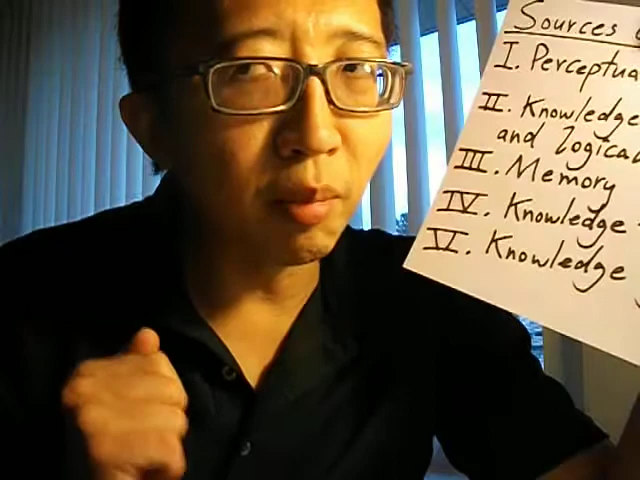 Sources
I. Perceptua
II. Knowledge
and logica
III. Memory
IV. Knowledge
V. Knowledge